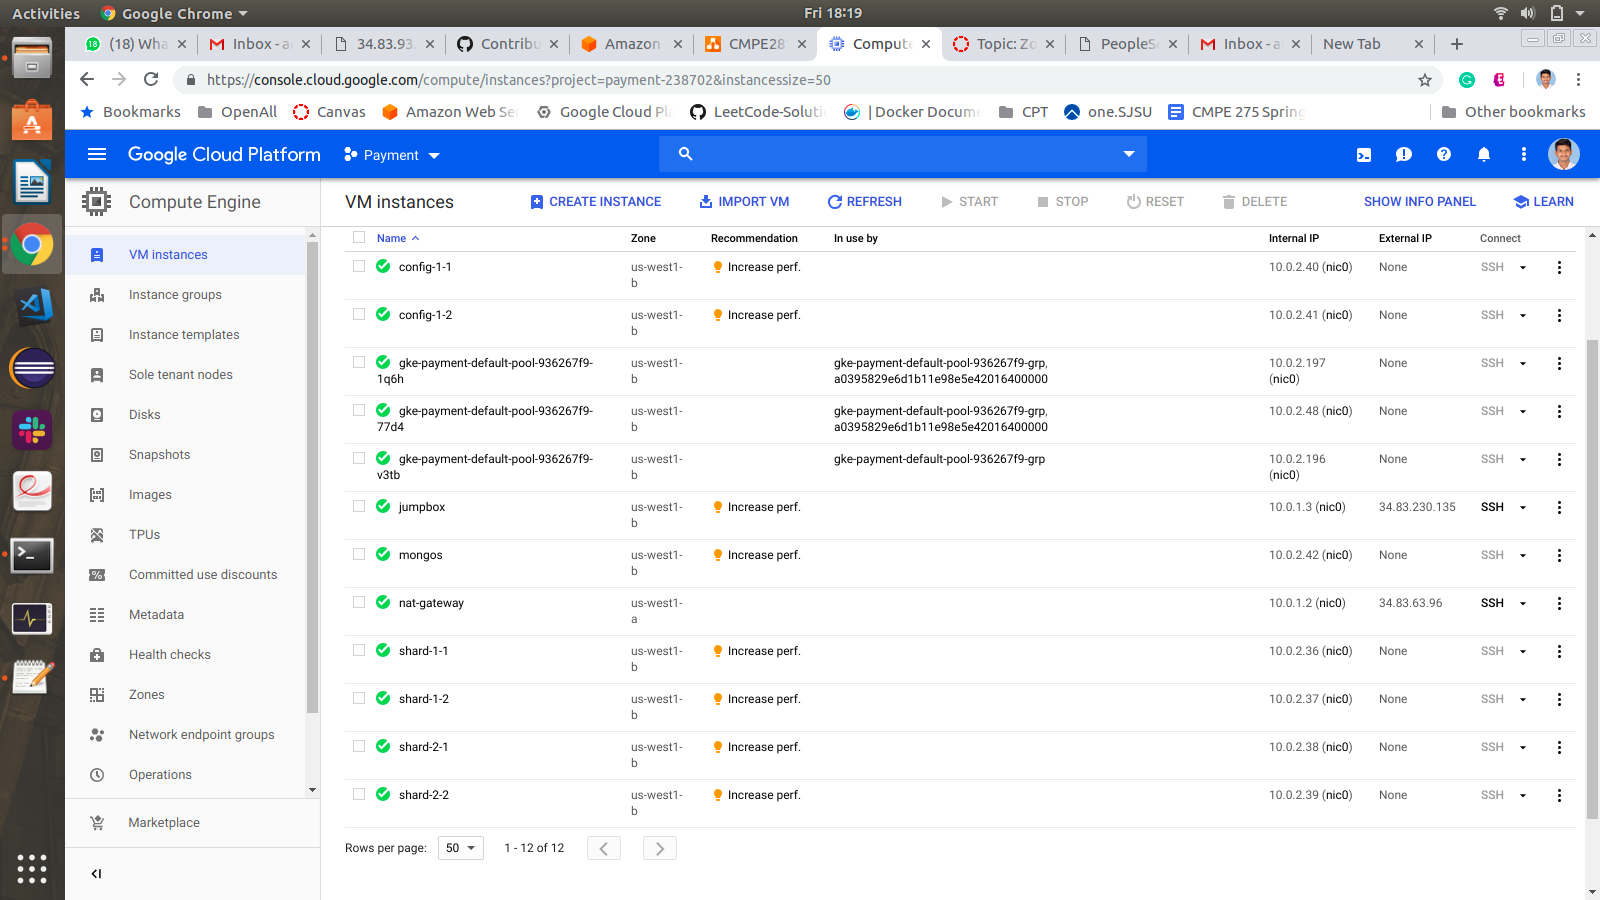 Activities Google Chrome Fri 18:19
(18) Wha Inbox - a 34.83.93. Contribu Amazon CMPE28 Compute Topic: Zo PeopleSo Inbox - a New Tab
https://console.cloud.google.com/compute/instances?project=payment-238702&instancessize=50
Bookmarks OpenAll Canvas Amazon Web Se Google Cloud Pl LeetCode-Soluti | Docker Docume CPT one.SJSU CMPE 275 Spring Other bookmarks
Google Cloud Platform Payment
Compute Engine
VM instances CREATE INSTANCE IMPORT VM REFRESH START STOP RESET DELETE SHOW INFO PANEL LEARN
VM instances
Instance groups
Instance templates
Sole tenant nodes
Disks
Snapshots
Images
TPUs
Committed use discounts
Metadata
Health checks
Zones
Network endpoint groups
Operations
Marketplace
Name Zone Recommendation In use by Internal IP External IP Connect
config-1-1 us-west1- Increase perf. 10.0.2.40 (nic0) None SSH
b
config-1-2 us-west1- Increase perf. 10.0.2.41 (nic0) None SSH
b
gke-payment-default-pool-936267f9- us-west1- gke-payment-default-pool-936267f9-grp, 10.0.2.197 None SSH
1q6h b a0395829e6d1b11e98e5e42016400000 (nic0)
gke-payment-default-pool-936267f9- us-west1- gke-payment-default-pool-936267f9-grp, 10.0.2.48 (nic0) None SSH
77d4 b a0395829e6d1b11e98e5e42016400000
gke-payment-default-pool-936267f9- us-west1- gke-payment-default-pool-936267f9-grp 10.0.2.196 None SSH
v3tb b (nic0)
jumpbox us-west1- Increase perf. 10.0.1.3 (nic0) 34.83.230.135 SSH
b
mongos us-west1- Increase perf. 10.0.2.42 (nic0) None SSH
b
nat-gateway us-west1- 10.0.1.2 (nic0) 34.83.63.96 SSH
a
shard-1-1 us-west1- Increase perf. 10.0.2.36 (nic0) None SSH
b
shard-1-2 us-west1- Increase perf. 10.0.2.37 (nic0) None SSH
b
shard-2-1 us-west1- Increase perf. 10.0.2.38 (nic0) None SSH
b
shard-2-2 us-west1- Increase perf. 10.0.2.39 (nic0) None SSH
b
Rows per page: 50 1 - 12 of 12